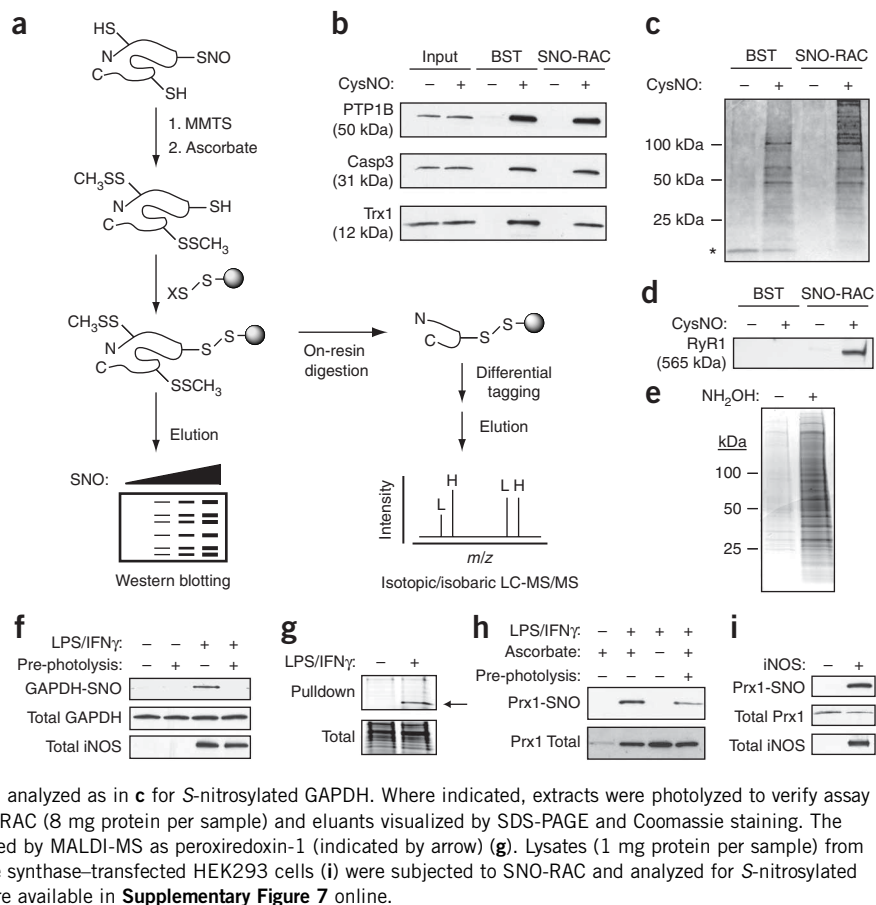 a
HS
N
SNO
C
SH
1. MMTS
2. Ascorbate
CH3SS
N
SH
C
SSCH3
XS
S
CH3SS
N
S
S
C
SSCH3
On-resin
digestion
N
C
S
S
Differential
tagging
Elution
Elution
SNO:
Western blotting
Intensity
L
H
L H
m/z
Isotopic/isobaric LC-MS/MS
b
Input BST SNO-RAC
CysNO: – + – + – +
PTP1B
(50 kDa)
Casp3
(31 kDa)
Trx1
(12 kDa)
c
BST SNO-RAC
CysNO: – + – +
100 kDa
50 kDa
25 kDa
*
d
BST SNO-RAC
CysNO: – + – +
RyR1
(565 kDa)
e
NH2OH: – +
kDa
100
50
25
f
LPS/IFNγ: – – + +
Pre-photolysis: – + – +
GAPDH-SNO
Total GAPDH
Total iNOS
g
LPS/IFNγ: – +
Pulldown
Total
h
LPS/IFNγ: – + + +
Ascorbate: + + – +
Pre-photolysis: – – – +
Prx1-SNO
Prx1 Total
i
iNOS: – +
Prx1-SNO
Total Prx1
Total iNOS
analyzed as in c for S-nitrosylated GAPDH. Where indicated, extracts were photolyzed to verify assay
RAC (8 mg protein per sample) and eluants visualized by SDS-PAGE and Coomassie staining. The
ed by MALDI-MS as peroxiredoxin-1 (indicated by arrow) (g). Lysates (1 mg protein per sample) from
e synthase–transfected HEK293 cells (i) were subjected to SNO-RAC and analyzed for S-nitrosylated
re available in Supplementary Figure 7 online.